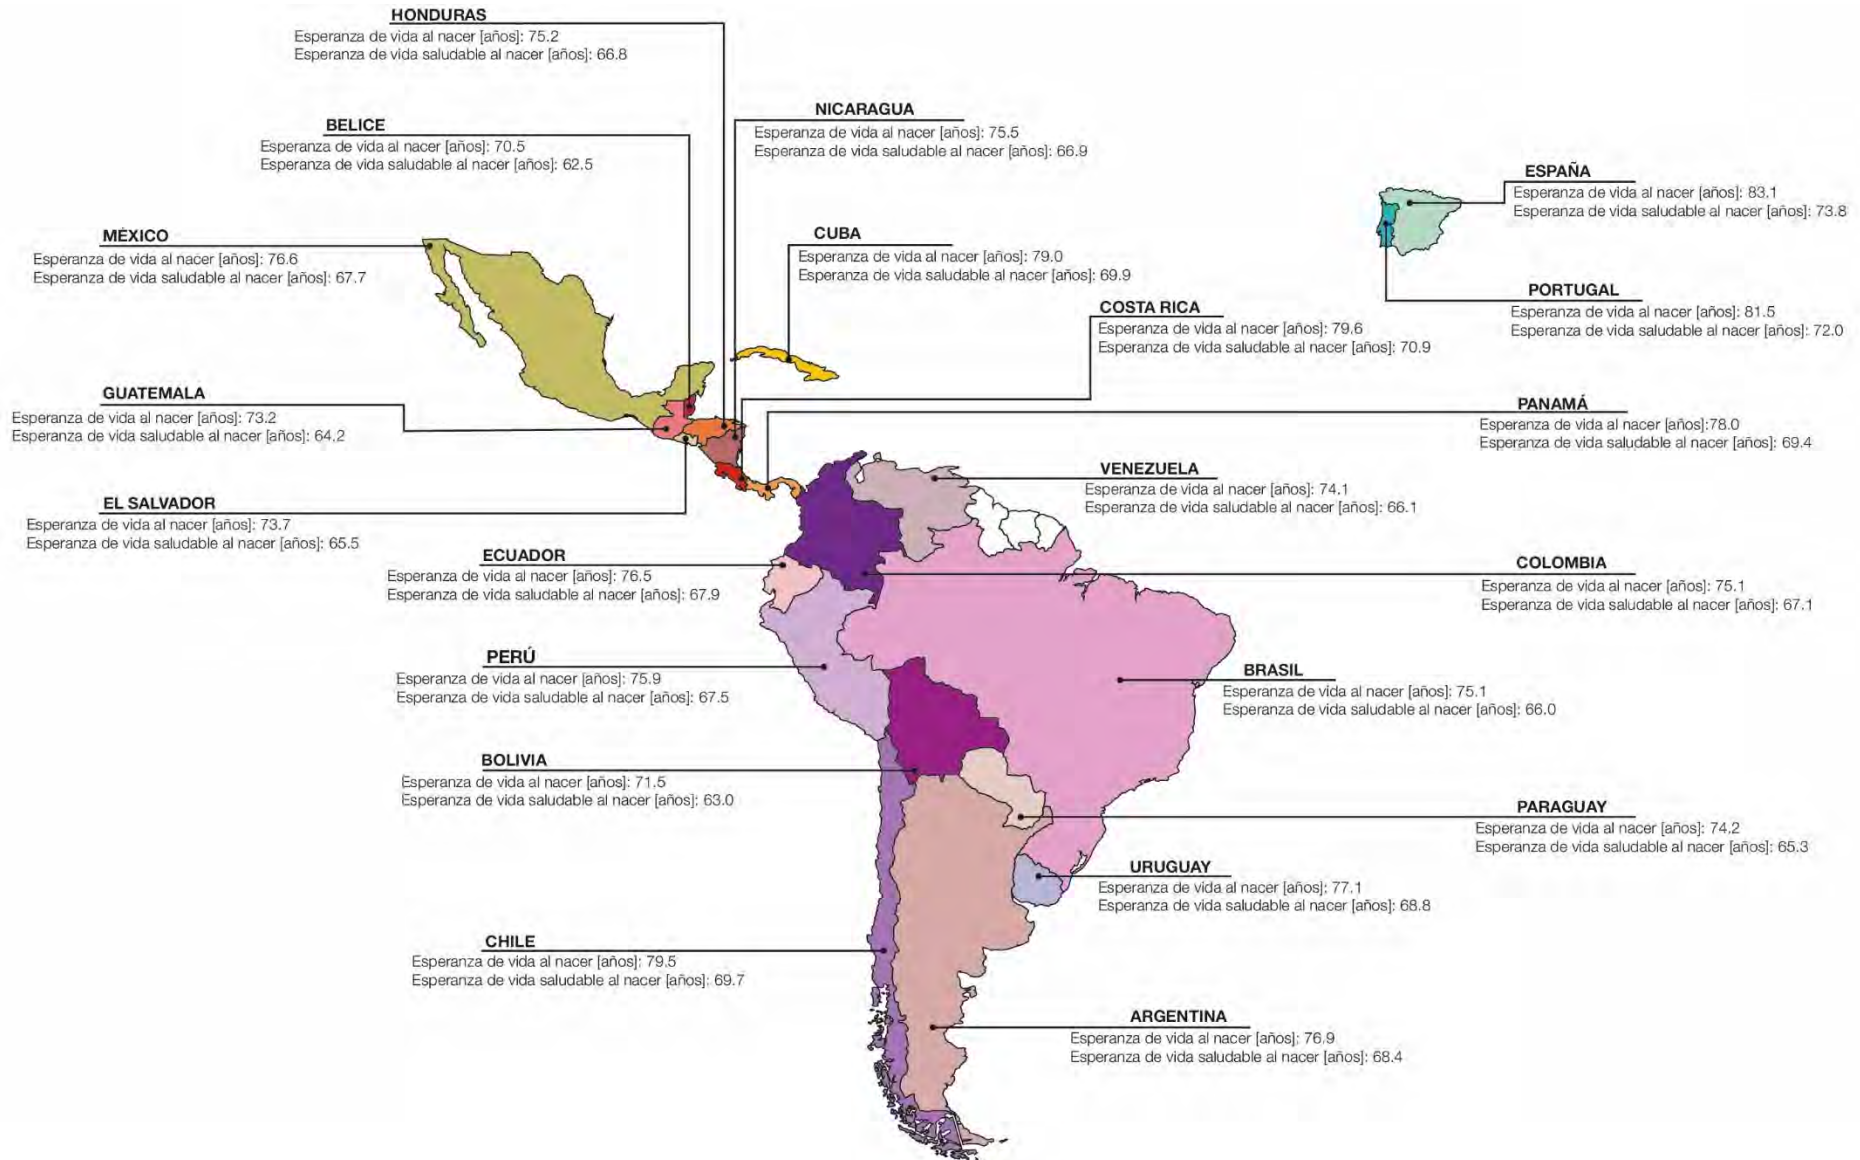 HONDURAS
Esperanza de vida al nacer [años]: 75.2
Esperanza de vida saludable al nacer [años]: 66.8
NICARAGUA
Esperanza de vida al nacer [años]: 75.5
Esperanza de vida saludable al nacer [años]: 66.9
BELICE
Esperanza de vida al nacer [años]: 70.5
Esperanza de vida saludable al nacer [años]: 62.5
ESPAÑA
Esperanza de vida al nacer [años]: 83.1
Esperanza de vida saludable al nacer [años]: 73.8
MÉXICO
Esperanza de vida al nacer [años]: 76.6
Esperanza de vida saludable al nacer [años]: 67.7
CUBA
Esperanza de vida al nacer [años]: 79.0
Esperanza de vida saludable al nacer [años]: 69.9
PORTUGAL
Esperanza de vida al nacer [años]: 81.5
Esperanza de vida saludable al nacer [años]: 72.0
COSTA RICA
Esperanza de vida al nacer [años]: 79.6
Esperanza de vida saludable al nacer [años]: 70.9
GUATEMALA
Esperanza de vida al nacer [años]: 73.2
Esperanza de vida saludable al nacer [años]: 64.2
PANAMÁ
Esperanza de vida al nacer [años]:78.0
Esperanza de vida saludable al nacer [años]: 69.4
VENEZUELA
Esperanza de vida al nacer [años]: 74.1
Esperanza de vida saludable al nacer [años]: 66.1
EL SALVADOR
Esperanza de vida al nacer [años]: 73.7
Esperanza de vida saludable al nacer [años]: 65.5
ECUADOR
Esperanza de vida al nacer [años]: 76.5
Esperanza de vida saludable al nacer [años]: 67.9
COLOMBIA
Esperanza de vida al nacer [años]: 75.1
Esperanza de vida saludable al nacer [años]: 67.1
PERÚ
Esperanza de vida al nacer [años]: 75.9
Esperanza de vida saludable al nacer [años]: 67.5
BRASIL
Esperanza de vida al nacer [años]: 75.1
Esperanza de vida saludable al nacer [años]: 66.0
BOLIVIA
Esperanza de vida al nacer [años]: 71.5
Esperanza de vida saludable al nacer [años]: 63.0
PARAGUAY
Esperanza de vida al nacer [años]: 74.2
Esperanza de vida saludable al nacer [años]: 65.3
URUGUAY
Esperanza de vida al nacer [años]: 77.1
Esperanza de vida saludable al nacer [años]: 68.8
CHILE
Esperanza de vida al nacer [años]: 79.5
Esperanza de vida saludable al nacer [años]: 69.7
ARGENTINA
Esperanza de vida al nacer [años]: 76.9
Esperanza de vida saludable al nacer [años]: 68.4